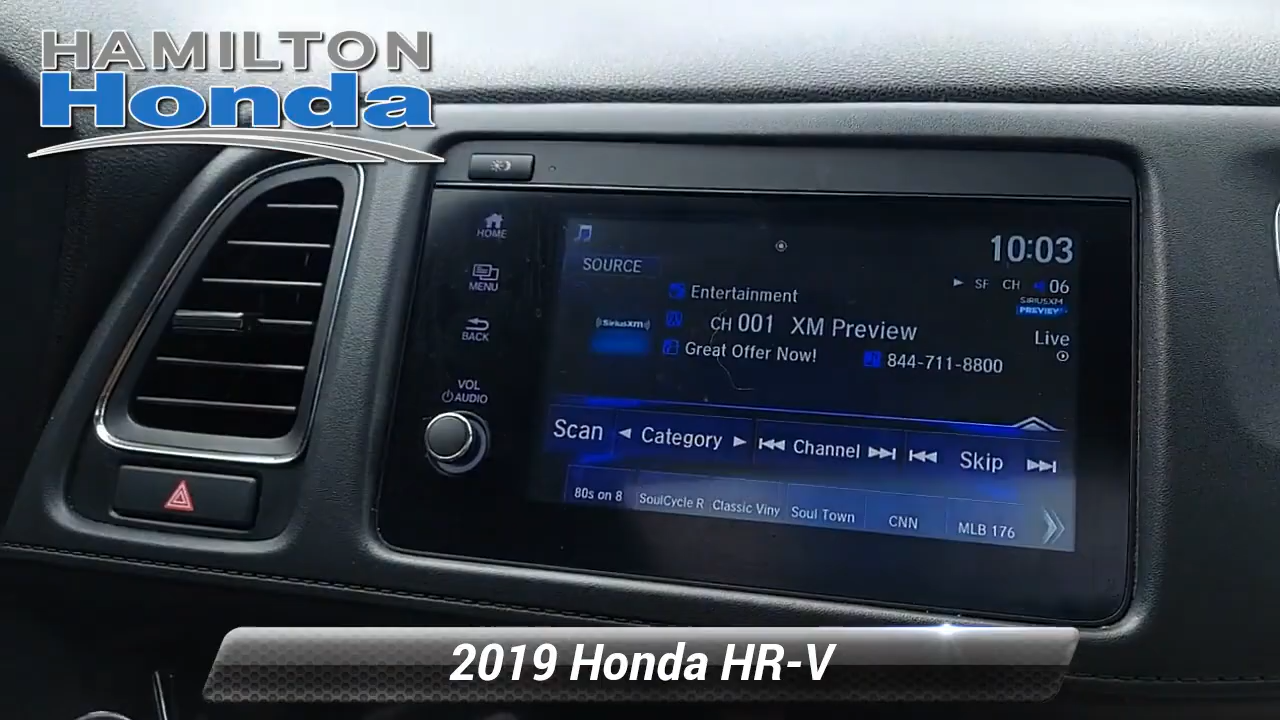 HAMILTON
Honda
HOME
MENU
BACK
VOL
AUDIO
SOURCE
10:03
SF CH 06
SIRIUSXM
PREVIEW
Entertainment
((SiriusXM))
CH 001 XM Preview
Live
Great Offer Now! 844-711-8800
Scan Category Channel Skip
80s on 8 SoulCycle R Classic Viny Soul Town CNN MLB 176
2019 Honda HR-V